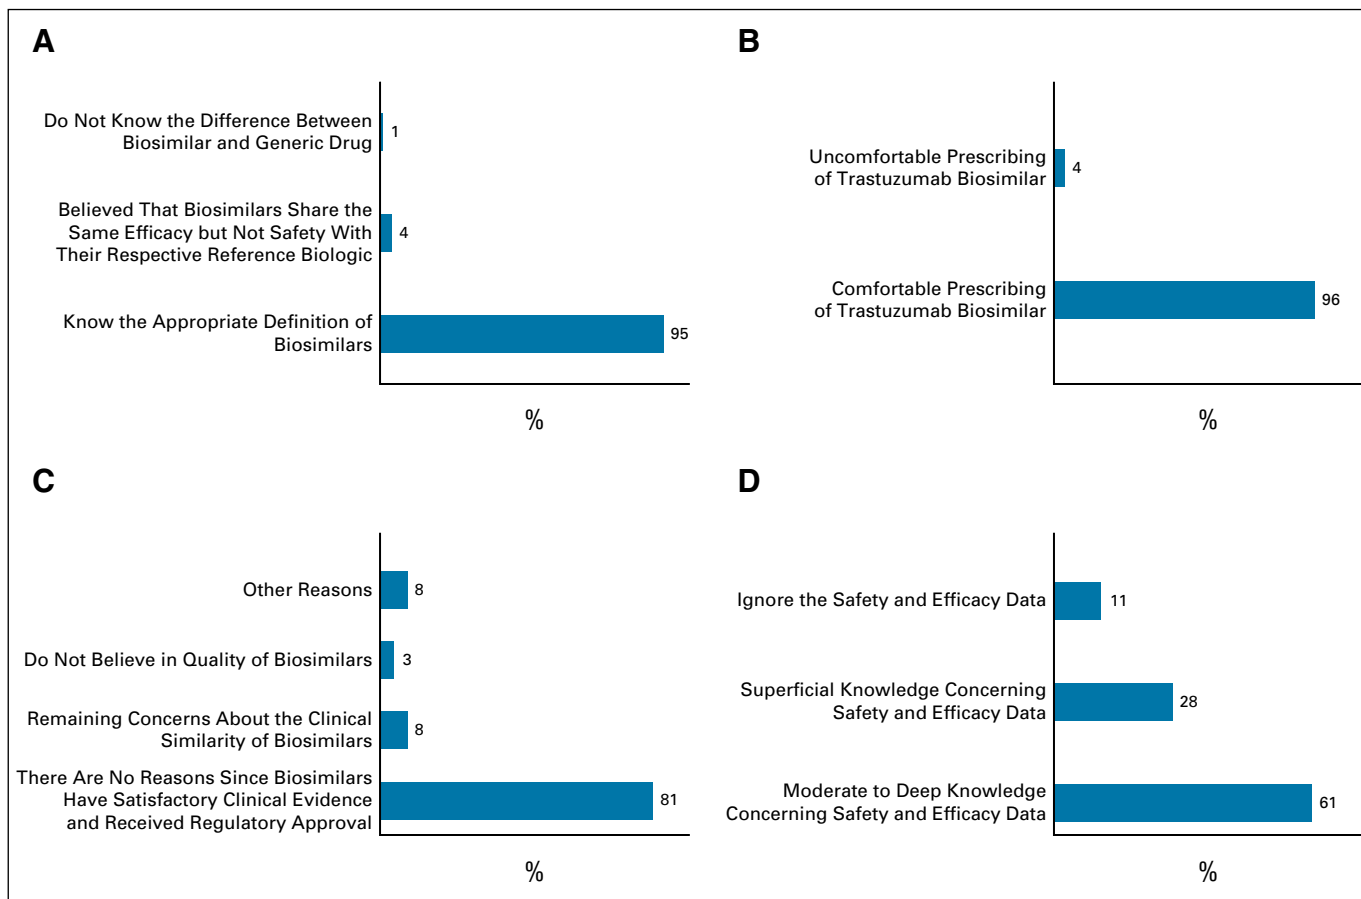 A
Do Not Know the Difference Between
Biosimilar and Generic Drug
1
Believed That Biosimilars Share the
Same Efficacy but Not Safety With
Their Respective Reference Biologic
4
Know the Appropriate Definition of
Biosimilars
95
%
B
Uncomfortable Prescribing
of Trastuzumab Biosimilar
4
Comfortable Prescribing
of Trastuzumab Biosimilar
96
%
C
Other Reasons
8
Do Not Believe in Quality of Biosimilars
3
Remaining Concerns About the Clinical
Similarity of Biosimilars
8
There Are No Reasons Since Biosimilars
Have Satisfactory Clinical Evidence
and Received Regulatory Approval
81
%
D
Ignore the Safety and Efficacy Data
11
Superficial Knowledge Concerning
Safety and Efficacy Data
28
Moderate to Deep Knowledge
Concerning Safety and Efficacy Data
61
%